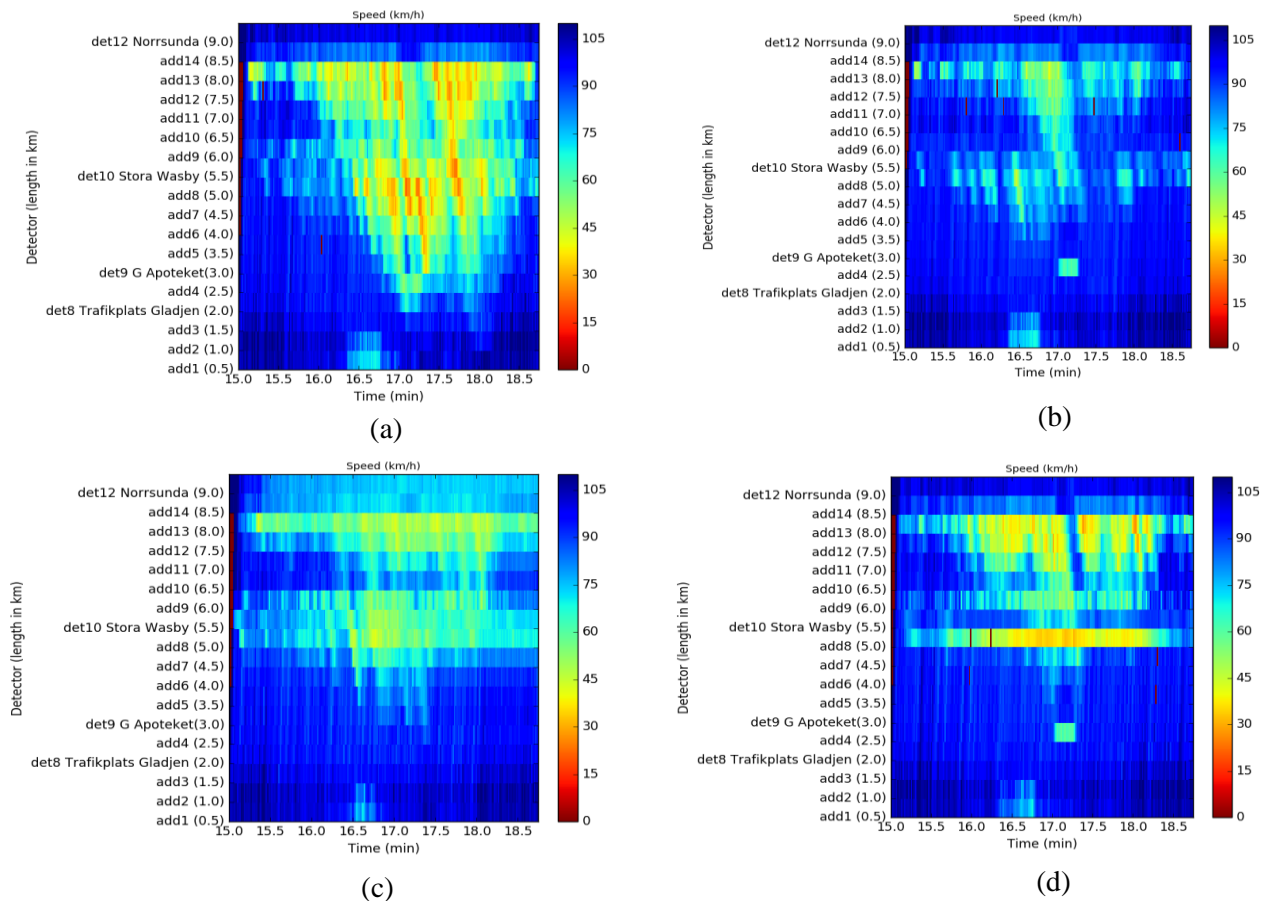 Speed (km/h)
det12 Norrsunda (9.0)
add14 (8.5)
add13 (8.0)
add12 (7.5)
add11 (7.0)
add10 (6.5)
add9 (6.0)
det10 Stora Wasby (5.5)
add8 (5.0)
add7 (4.5)
add6 (4.0)
add5 (3.5)
det9 G Apoteket(3.0)
add4 (2.5)
det8 Trafikplats Gladjen (2.0)
add3 (1.5)
add2 (1.0)
add1 (0.5)
Detector (length in km)
15.0 15.5 16.0 16.5 17.0 17.5 18.0 18.5
Time (min)
105
90
75
60
45
30
15
0
(a)
Speed (km/h)
det12 Norrsunda (9.0)
add14 (8.5)
add13 (8.0)
add12 (7.5)
add11 (7.0)
add10 (6.5)
add9 (6.0)
det10 Stora Wasby (5.5)
add8 (5.0)
add7 (4.5)
add6 (4.0)
add5 (3.5)
det9 G Apoteket(3.0)
add4 (2.5)
det8 Trafikplats Gladjen (2.0)
add3 (1.5)
add2 (1.0)
add1 (0.5)
Detector (length in km)
15.0 15.5 16.0 16.5 17.0 17.5 18.0 18.5
Time (min)
105
90
75
60
45
30
15
0
(b)
Speed (km/h)
det12 Norrsunda (9.0)
add14 (8.5)
add13 (8.0)
add12 (7.5)
add11 (7.0)
add10 (6.5)
add9 (6.0)
det10 Stora Wasby (5.5)
add8 (5.0)
add7 (4.5)
add6 (4.0)
add5 (3.5)
det9 G Apoteket(3.0)
add4 (2.5)
det8 Trafikplats Gladjen (2.0)
add3 (1.5)
add2 (1.0)
add1 (0.5)
Detector (length in km)
15.0 15.5 16.0 16.5 17.0 17.5 18.0 18.5
Time (min)
105
90
75
60
45
30
15
0
(c)
Speed (km/h)
det12 Norrsunda (9.0)
add14 (8.5)
add13 (8.0)
add12 (7.5)
add11 (7.0)
add10 (6.5)
add9 (6.0)
det10 Stora Wasby (5.5)
add8 (5.0)
add7 (4.5)
add6 (4.0)
add5 (3.5)
det9 G Apoteket(3.0)
add4 (2.5)
det8 Trafikplats Gladjen (2.0)
add3 (1.5)
add2 (1.0)
add1 (0.5)
Detector (length in km)
15.0 15.5 16.0 16.5 17.0 17.5 18.0 18.5
Time (min)
105
90
75
60
45
30
15
0
(d)